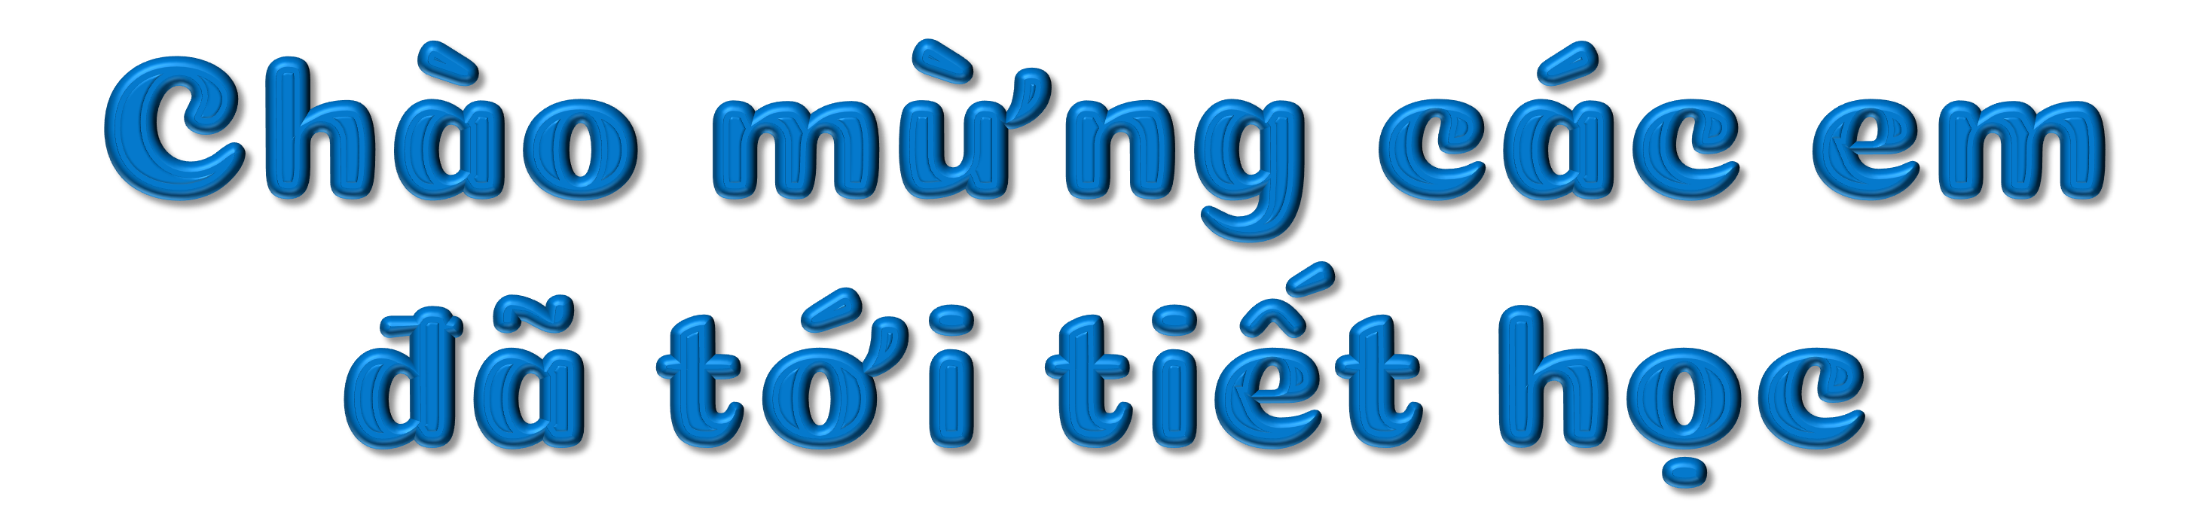 Chào mừng các em
đã tới tiết học